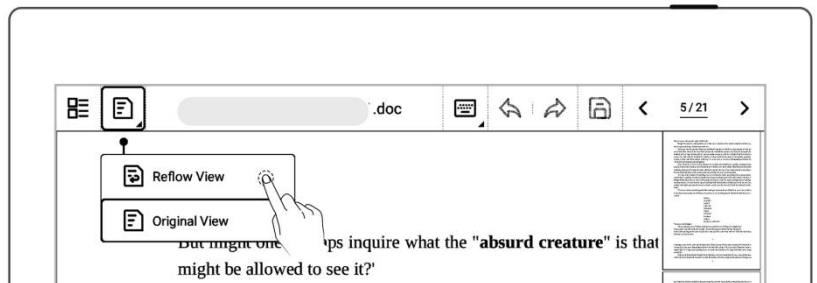 .doc
5/21
Reflow View
Original View
But might one aps inquire what the "absurd creature" is that
might be allowed to see it?'